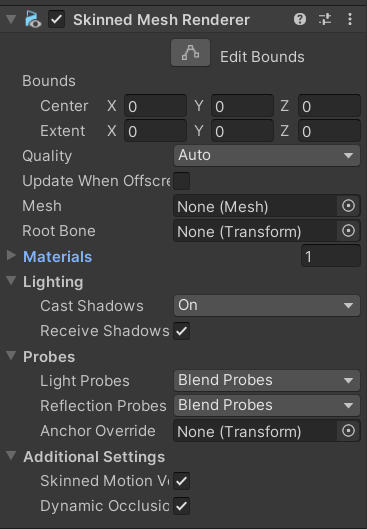 Skinned Mesh Renderer
Edit Bounds
Bounds
Center X 0 Y 0 Z 0
Extent X 0 Y 0 Z 0
Quality Auto
Update When Offscre
Mesh None (Mesh)
Root Bone None (Transform)
Materials 1
Lighting
Cast Shadows On
Receive Shadows
Probes
Light Probes Blend Probes
Reflection Probes Blend Probes
Anchor Override None (Transform)
Additional Settings
Skinned Motion Ve
Dynamic Occlusio